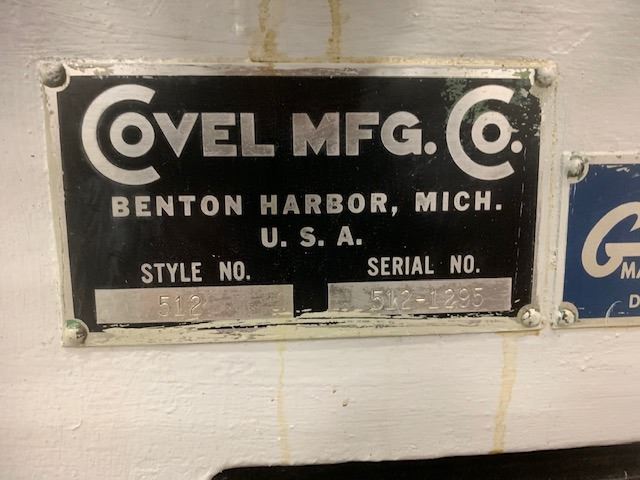 COVEL MFG. CO.
BENTON HARBOR, MICH.
U. S. A.
STYLE NO. SERIAL NO.
512 512-1295